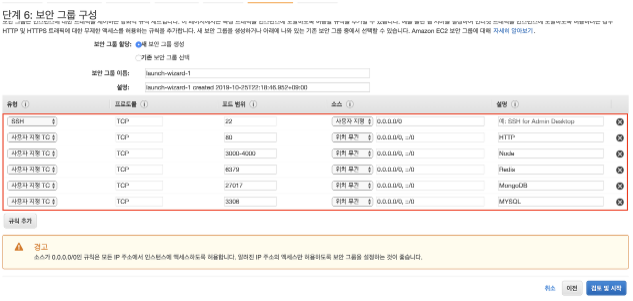 단계 6: 보안 그룹 구성
HTTP 및 HTTPS 트래픽에 대한 무제한 액세스를 허용하는 규칙을 추가합니다. 새 보안 그룹을 생성하거나 아래에 나와 있는 기존 보안 그룹 중에서 선택할 수 있습니다. Amazon EC2 보안 그룹에 대해 자세히 알아보기.
보안 그룹 할당: 새 보안 그룹 생성
기존 보안 그룹 선택
보안 그룹 이름: launch-wizard-1
설명: launch-wizard-1 created 2019-10-25T22:18:46.852+09:00
유형 프로토콜 포트 범위 소스 설명
SSH TCP 22 사용자 지정 0.0.0.0/0 예: SSH for Admin Desktop
사용자 지정 TC TCP 80 위치 무관 0.0.0.0/0, ::/0 HTTP
사용자 지정 TC TCP 3000-4000 위치 무관 0.0.0.0/0, ::/0 Node
사용자 지정 TC TCP 6379 위치 무관 0.0.0.0/0, ::/0 Redis
사용자 지정 TC TCP 27017 위치 무관 0.0.0.0/0, ::/0 MongoDB
사용자 지정 TC TCP 3306 위치 무관 0.0.0.0/0, ::/0 MYSQL
규칙 추가
경고
소스가 0.0.0.0/0인 규칙은 모든 IP 주소에서 인스턴스에 액세스하도록 허용합니다. 알려진 IP 주소의 액세스만 허용하도록 보안 그룹을 설정하는 것이 좋습니다.
취소 이전 검토 및 시작